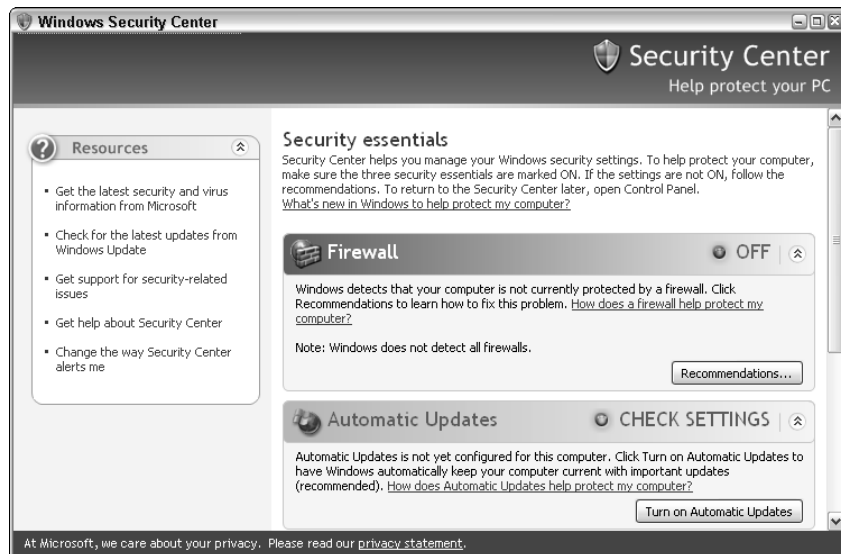 Windows Security Center
Security Center
Help protect your PC
Resources
Get the latest security and virus
information from Microsoft
Check for the latest updates from
Windows Update
Get support for security-related
issues
Get help about Security Center
Change the way Security Center
alerts me
Security essentials
Security Center helps you manage your Windows security settings. To help protect your computer,
make sure the three security essentials are marked ON. If the settings are not ON, follow the
recommendations. To return to the Security Center later, open Control Panel.
What's new in Windows to help protect my computer?
Firewall OFF
Windows detects that your computer is not currently protected by a firewall. Click
Recommendations to learn how to fix this problem. How does a firewall help protect my
computer?
Note: Windows does not detect all firewalls.
Recommendations...
Automatic Updates CHECK SETTINGS
Automatic Updates is not yet configured for this computer. Click Turn on Automatic Updates to
have Windows automatically keep your computer current with important updates
(recommended). How does Automatic Updates help protect my computer?
Turn on Automatic Updates
At Microsoft, we care about your privacy. Please read our privacy statement.